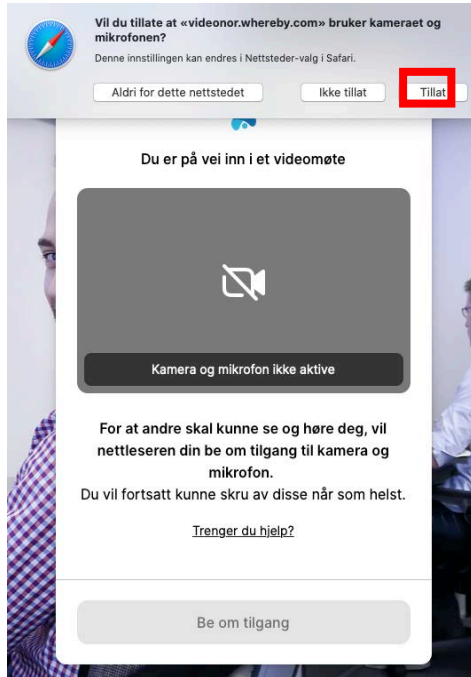 Vil du tillate at «videonor.whereby.com» bruker kameraet og
mikrofonen?
Denne innstillingen kan endres i Nettsteder-valg i Safari.
Aldri for dette nettstedet
Ikke tillat
Tillat
Du er på vei inn i et videomøte
Kamera og mikrofon ikke aktive
For at andre skal kunne se og høre deg, vil
nettleseren din be om tilgang til kamera og
mikrofon.
Du vil fortsatt kunne skru av disse når som helst.
Trenger du hjelp?
Be om tilgang